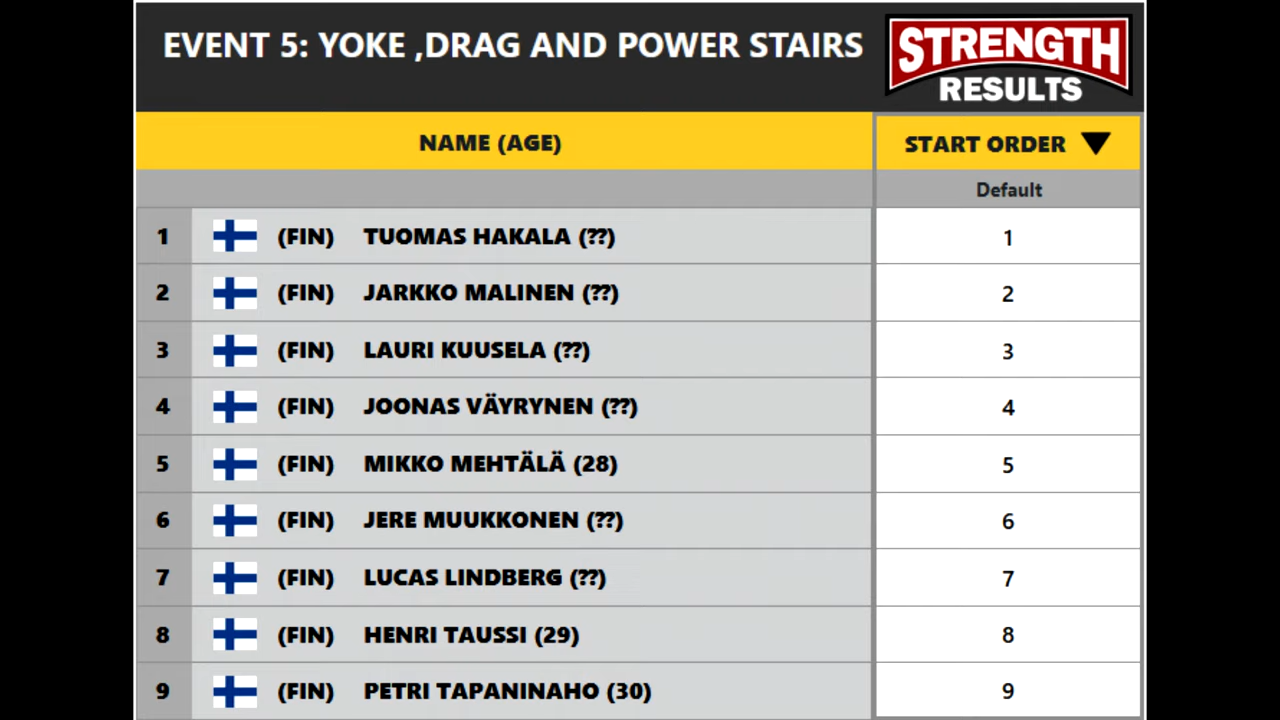 EVENT 5: YOKE ,DRAG AND POWER STAIRS
STRENGTH
RESULTS
NAME (AGE) START ORDER ▼
Default
1 (FIN) TUOMAS HAKALA (??) 1
2 (FIN) JARKKO MALINEN (??) 2
3 (FIN) LAURI KUUSELA (??) 3
4 (FIN) JOONAS VÄYRYNEN (??) 4
5 (FIN) MIKKO MEHTÄLÄ (28) 5
6 (FIN) JERE MUUKKONEN (??) 6
7 (FIN) LUCAS LINDBERG (??) 7
8 (FIN) HENRI TAUSSI (29) 8
9 (FIN) PETRI TAPANINAHO (30) 9